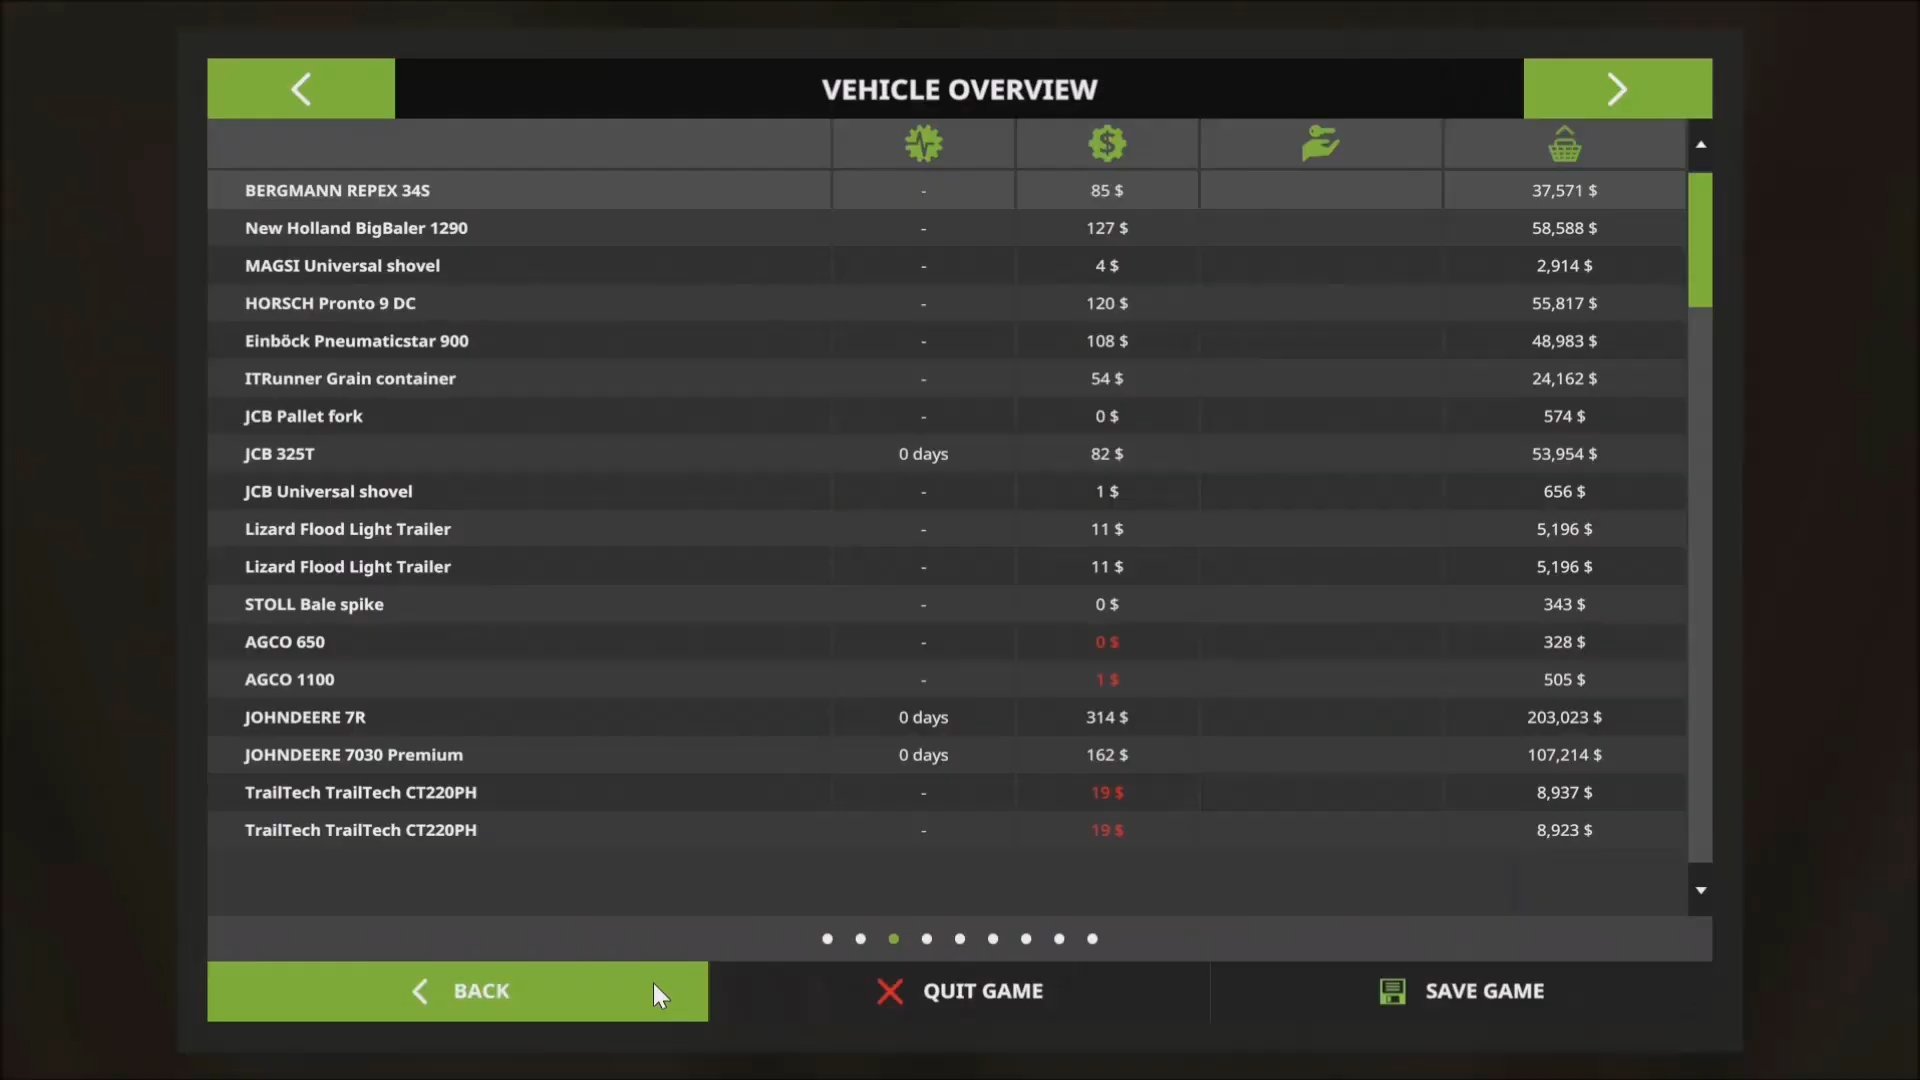 VEHICLE OVERVIEW
BERGMANN REPEX 34S - 85 $ 37,571 $
New Holland BigBaler 1290 - 127 $ 58,588 $
MAGSI Universal shovel - 4 $ 2,914 $
HORSCH Pronto 9 DC - 120 $ 55,817 $
Einböck Pneumaticstar 900 - 108 $ 48,983 $
ITRunner Grain container - 54 $ 24,162 $
JCB Pallet fork - 0 $ 574 $
JCB 325T 0 days 82 $ 53,954 $
JCB Universal shovel - 1 $ 656 $
Lizard Flood Light Trailer - 11 $ 5,196 $
Lizard Flood Light Trailer - 11 $ 5,196 $
STOLL Bale spike - 0 $ 343 $
AGCO 650 - 0 $ 328 $
AGCO 1100 - 1 $ 505 $
JOHNDEERE 7R 0 days 314 $ 203,023 $
JOHNDEERE 7030 Premium 0 days 162 $ 107,214 $
TrailTech TrailTech CT220PH - 19 $ 8,937 $
TrailTech TrailTech CT220PH - 19 $ 8,923 $
BACK QUIT GAME SAVE GAME